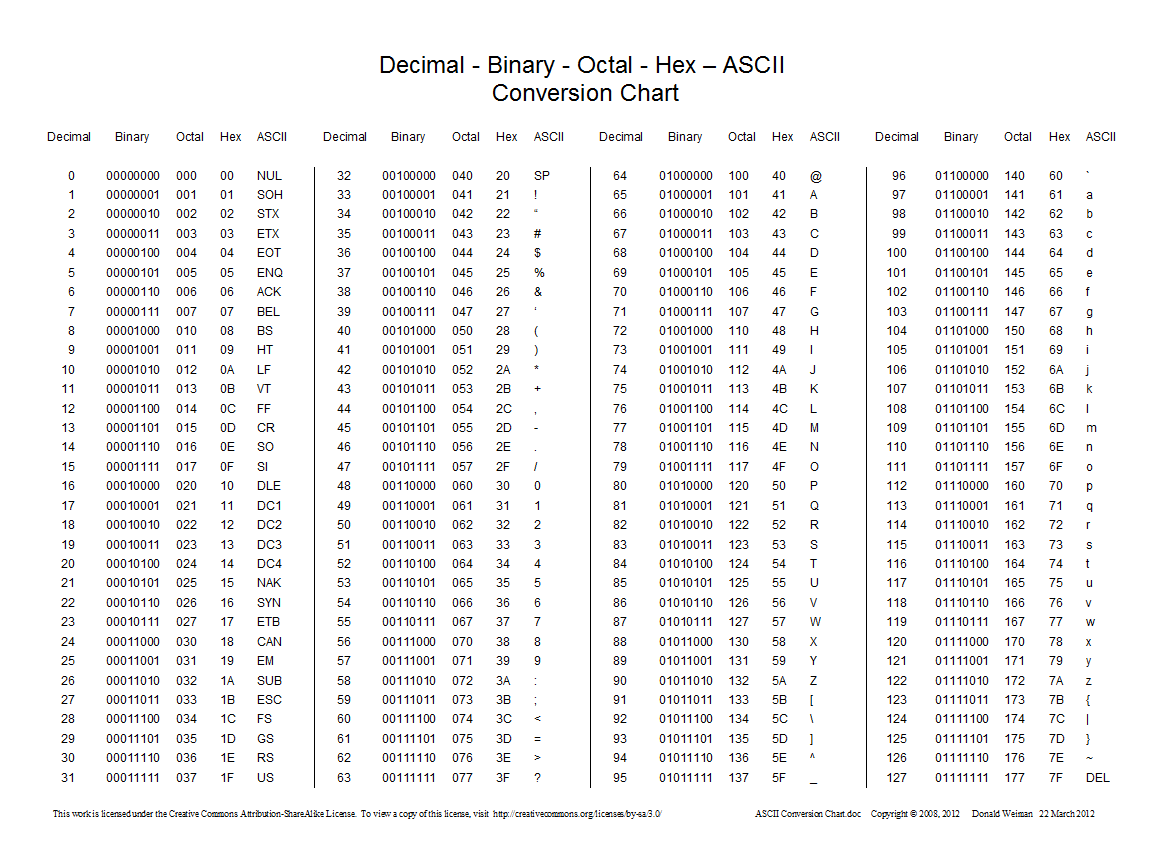 Decimal - Binary - Octal - Hex – ASCII
Conversion Chart
Decimal Binary Octal Hex ASCII Decimal Binary Octal Hex ASCII Decimal Binary Octal Hex ASCII Decimal Binary Octal Hex ASCII
0 00000000 000 00 NUL 32 00100000 040 20 SP 64 01000000 100 40 @ 96 01100000 140 60 `
1 00000001 001 01 SOH 33 00100001 041 21 ! 65 01000001 101 41 A 97 01100001 141 61 a
2 00000010 002 02 STX 34 00100010 042 22 “ 66 01000010 102 42 B 98 01100010 142 62 b
3 00000011 003 03 ETX 35 00100011 043 23 # 67 01000011 103 43 C 99 01100011 143 63 c
4 00000100 004 04 EOT 36 00100100 044 24 $ 68 01000100 104 44 D 100 01100100 144 64 d
5 00000101 005 05 ENQ 37 00100101 045 25 % 69 01000101 105 45 E 101 01100101 145 65 e
6 00000110 006 06 ACK 38 00100110 046 26 & 70 01000110 106 46 F 102 01100110 146 66 f
7 00000111 007 07 BEL 39 00100111 047 27 ‘ 71 01000111 107 47 G 103 01100111 147 67 g
8 00001000 010 08 BS 40 00101000 050 28 ( 72 01001000 110 48 H 104 01101000 150 68 h
9 00001001 011 09 HT 41 00101001 051 29 ) 73 01001001 111 49 I 105 01101001 151 69 i
10 00001010 012 0A LF 42 00101010 052 2A * 74 01001010 112 4A J 106 01101010 152 6A j
11 00001011 013 0B VT 43 00101011 053 2B + 75 01001011 113 4B K 107 01101011 153 6B k
12 00001100 014 0C FF 44 00101100 054 2C , 76 01001100 114 4C L 108 01101100 154 6C l
13 00001101 015 0D CR 45 00101101 055 2D - 77 01001101 115 4D M 109 01101101 155 6D m
14 00001110 016 0E SO 46 00101110 056 2E . 78 01001110 116 4E N 110 01101110 156 6E n
15 00001111 017 0F SI 47 00101111 057 2F / 79 01001111 117 4F O 111 01101111 157 6F o
16 00010000 020 10 DLE 48 00110000 060 30 0 80 01010000 120 50 P 112 01110000 160 70 p
17 00010001 021 11 DC1 49 00110001 061 31 1 81 01010001 121 51 Q 113 01110001 161 71 q
18 00010010 022 12 DC2 50 00110010 062 32 2 82 01010010 122 52 R 114 01110010 162 72 r
19 00010011 023 13 DC3 51 00110011 063 33 3 83 01010011 123 53 S 115 01110011 163 73 s
20 00010100 024 14 DC4 52 00110100 064 34 4 84 01010100 124 54 T 116 01110100 164 74 t
21 00010101 025 15 NAK 53 00110101 065 35 5 85 01010101 125 55 U 117 01110101 165 75 u
22 00010110 026 16 SYN 54 00110110 066 36 6 86 01010110 126 56 V 118 01110110 166 76 v
23 00010111 027 17 ETB 55 00110111 067 37 7 87 01010111 127 57 W 119 01110111 167 77 w
24 00011000 030 18 CAN 56 00111000 070 38 8 88 01011000 130 58 X 120 01111000 170 78 x
25 00011001 031 19 EM 57 00111001 071 39 9 89 01011001 131 59 Y 121 01111001 171 79 y
26 00011010 032 1A SUB 58 00111010 072 3A : 90 01011010 132 5A Z 122 01111010 172 7A z
27 00011011 033 1B ESC 59 00111011 073 3B ; 91 01011011 133 5B [ 123 01111011 173 7B {
28 00011100 034 1C FS 60 00111100 074 3C < 92 01011100 134 5C \ 124 01111100 174 7C |
29 00011101 035 1D GS 61 00111101 075 3D = 93 01011101 135 5D ] 125 01111101 175 7D }
30 00011110 036 1E RS 62 00111110 076 3E > 94 01011110 136 5E ^ 126 01111110 176 7E ~
31 00011111 037 1F US 63 00111111 077 3F ? 95 01011111 137 5F _ 127 01111111 177 7F DEL
This work is licensed under the Creative Commons Attribution-ShareAlike License. To view a copy of this license, visit http://creativecommons.org/licenses/by-sa/3.0/ ASCII Conversion Chart.doc Copyright © 2008, 2012 Donald Weiman 22 March 2012